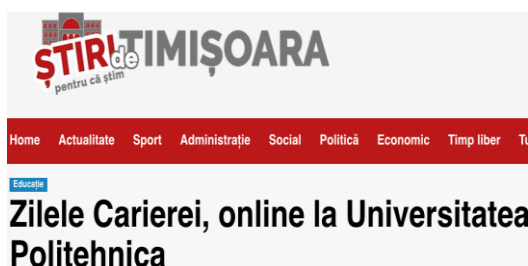 ȘTIRI de TIMIȘOARA
pentru că știm
Home Actualitate Sport Administrație Social Politică Economic Timp liber
Educație
Zilele Carierei, online la Universitatea
Politehnica